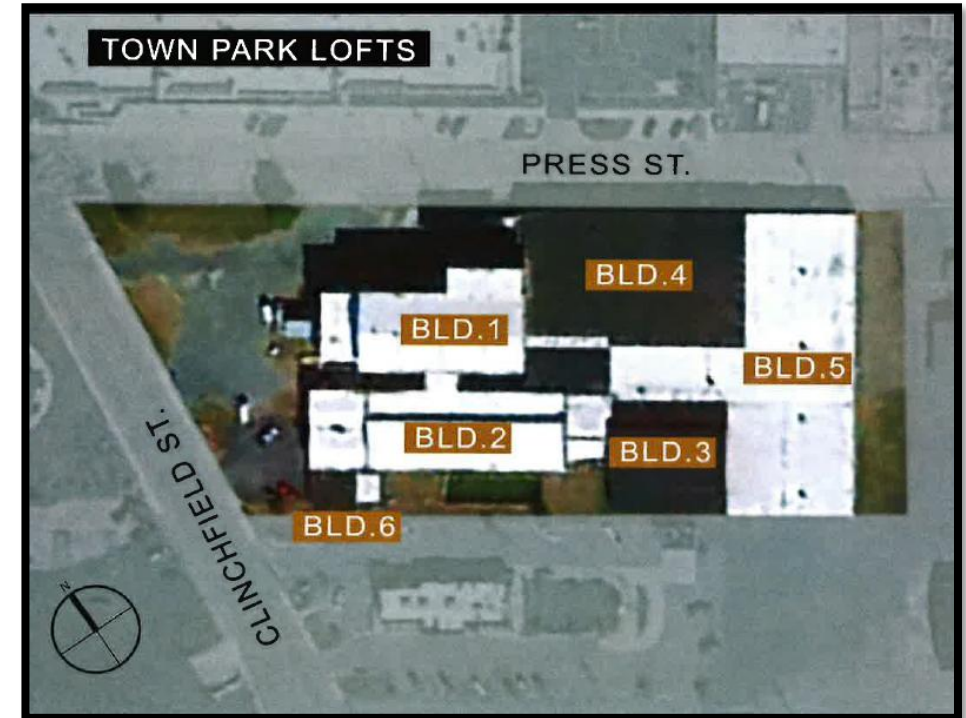 TOWN PARK LOFTS
PRESS ST.
BLD.4
BLD.1
BLD.5
BLD.2
BLD.3
BLD.6
CLINCHFIELD ST.
N